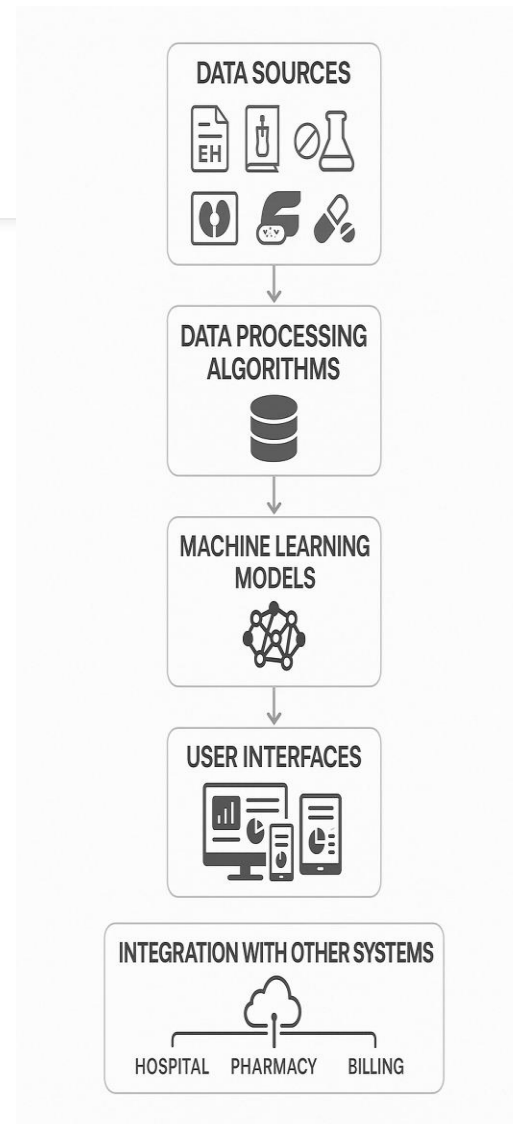 DATA SOURCES
EH
DATA PROCESSING
ALGORITHMS
MACHINE LEARNING
MODELS
USER INTERFACES
INTEGRATION WITH OTHER SYSTEMS
HOSPITAL PHARMACY BILLING